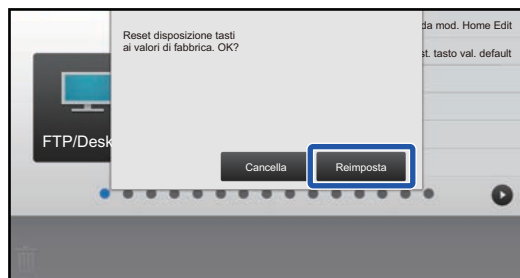 Reset disposizione tasti
ai valori di fabbrica. OK?
da mod. Home Edit
st. tasto val. default
FTP/Desk
Cancella
Reimposta